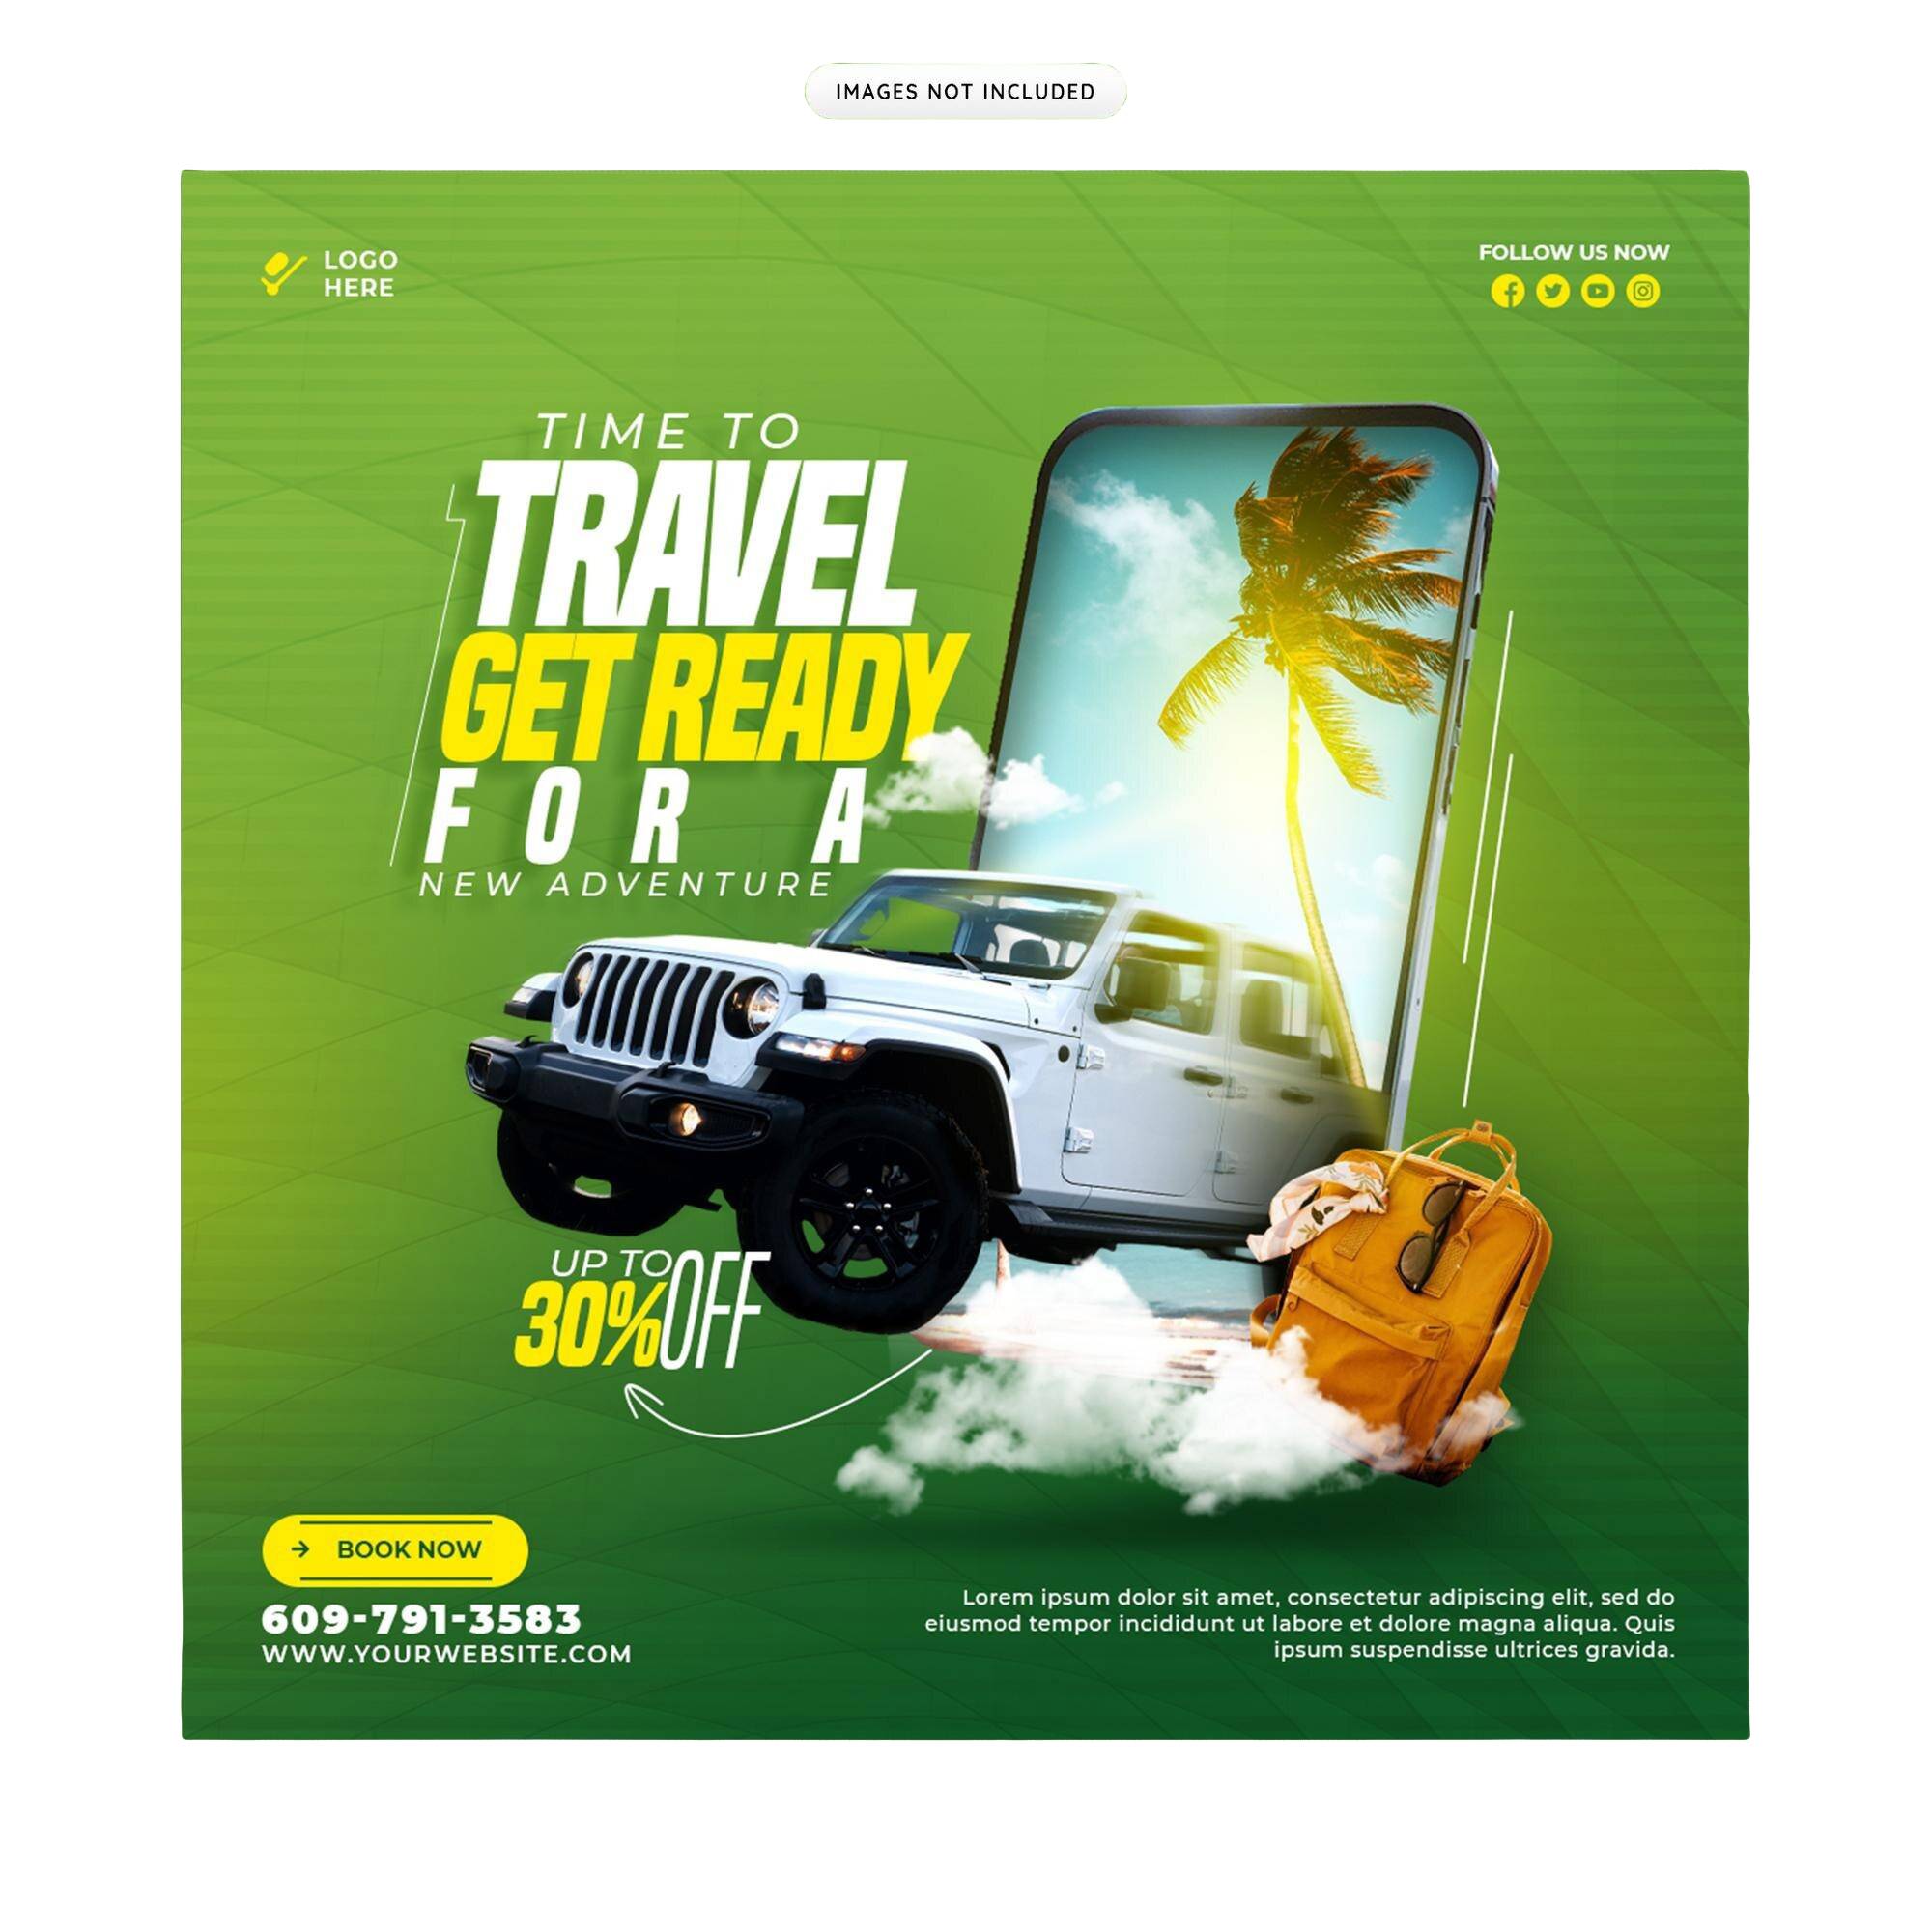 IMAGES NOT INCLUDED
LOGO
HERE
FOLLOW US NOW
TIME TO
TRAVEL
GET READY
FOR A
NEW ADVENTURE
UP TO
30% OFF
BOOK NOW
609-791-3583
WWW.YOURWEBSITE.COM
Lorem ipsum dolor sit amet, consectetur adipiscing elit, sed do
eiusmod tempor incididunt ut labore et dolore magna aliqua. Quis
ipsum suspendisse ultrices gravida.